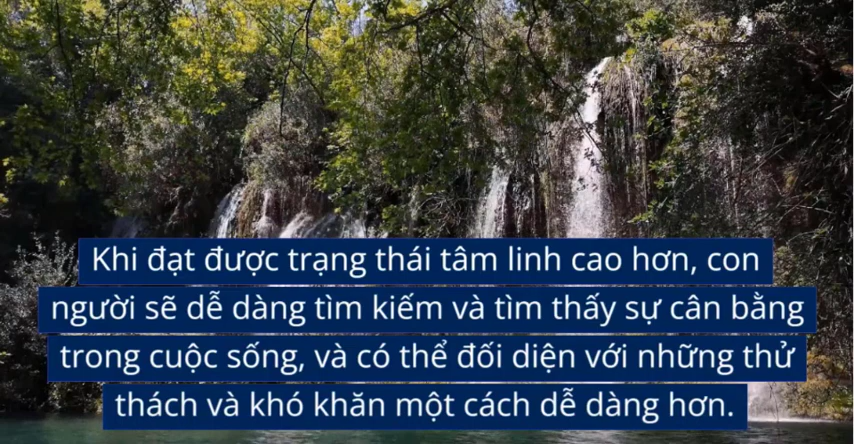 Khi đạt được trạng thái tâm linh cao hơn, con
người sẽ dễ dàng tìm kiếm và tìm thấy sự cân bằng
trong cuộc sống, và có thể đối diện với những thử
thách và khó khăn một cách dễ dàng hơn.